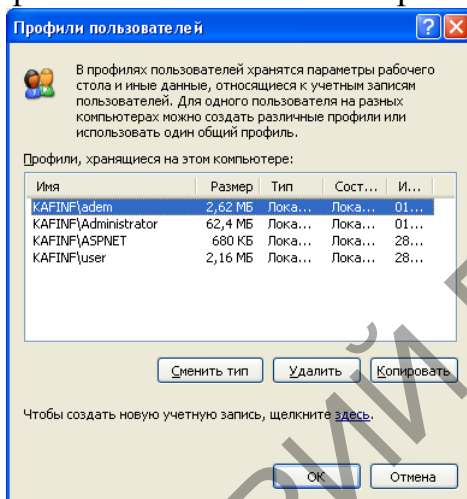 Профили пользователей
В профилях пользователей хранятся параметры рабочего
стола и иные данные, относящиеся к учетным записям
пользователей. Для одного пользователя на разных
компьютерах можно создать различные профили или
использовать один общий профиль.
Профили, хранящиеся на этом компьютере:
Имя Размер Тип Сост... И...
KAFINF\adem 2,62 МБ Лока... Лока... 01...
KAFINF\Administrator 62,4 МБ Лока... Лока... 01...
KAFINF\ASPNET 680 КБ Лока... Лока... 28...
KAFINF\user 2,16 МБ Лока... Лока... 28...
Сменить тип Удалить Копировать
Чтобы создать новую учетную запись, щелкните здесь.
ОК Отмена